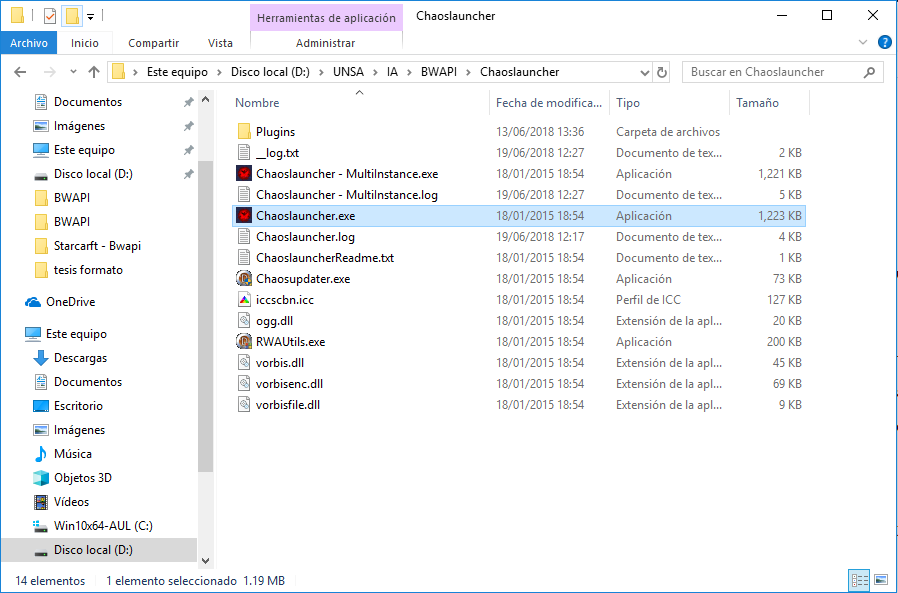 Herramientas de aplicación Chaoslauncher
Archivo Inicio Compartir Vista Administrar
Este equipo > Disco local (D:) > UNSA > IA > BWAPI > Chaoslauncher Buscar en Chaoslauncher
Documentos
Imágenes
Este equipo
Disco local (D:)
BWAPI
BWAPI
Starcarft - Bwapi
tesis formato
OneDrive
Este equipo
Descargas
Documentos
Escritorio
Imágenes
Música
Objetos 3D
Vídeos
Win10x64-AUL (C:)
Disco local (D:)
Nombre Fecha de modifica... Tipo Tamaño
Plugins 13/06/2018 13:36 Carpeta de archivos
__log.txt 19/06/2018 12:27 Documento de tex... 2 KB
Chaoslauncher - MultiInstance.exe 18/01/2015 18:54 Aplicación 1,221 KB
Chaoslauncher - MultiInstance.log 19/06/2018 12:27 Documento de tex... 5 KB
Chaoslauncher.exe 18/01/2015 18:54 Aplicación 1,223 KB
Chaoslauncher.log 19/06/2018 12:17 Documento de tex... 4 KB
ChaoslauncherReadme.txt 18/01/2015 18:54 Documento de tex... 1 KB
Chaosupdater.exe 18/01/2015 18:54 Aplicación 73 KB
iccscbn.icc 18/01/2015 18:54 Perfil de ICC 127 KB
ogg.dll 18/01/2015 18:54 Extensión de la apl... 20 KB
RWAUtils.exe 18/01/2015 18:54 Aplicación 200 KB
vorbis.dll 18/01/2015 18:54 Extensión de la apl... 45 KB
vorbisenc.dll 18/01/2015 18:54 Extensión de la apl... 69 KB
vorbisfile.dll 18/01/2015 18:54 Extensión de la apl... 9 KB
14 elementos 1 elemento seleccionado 1.19 MB